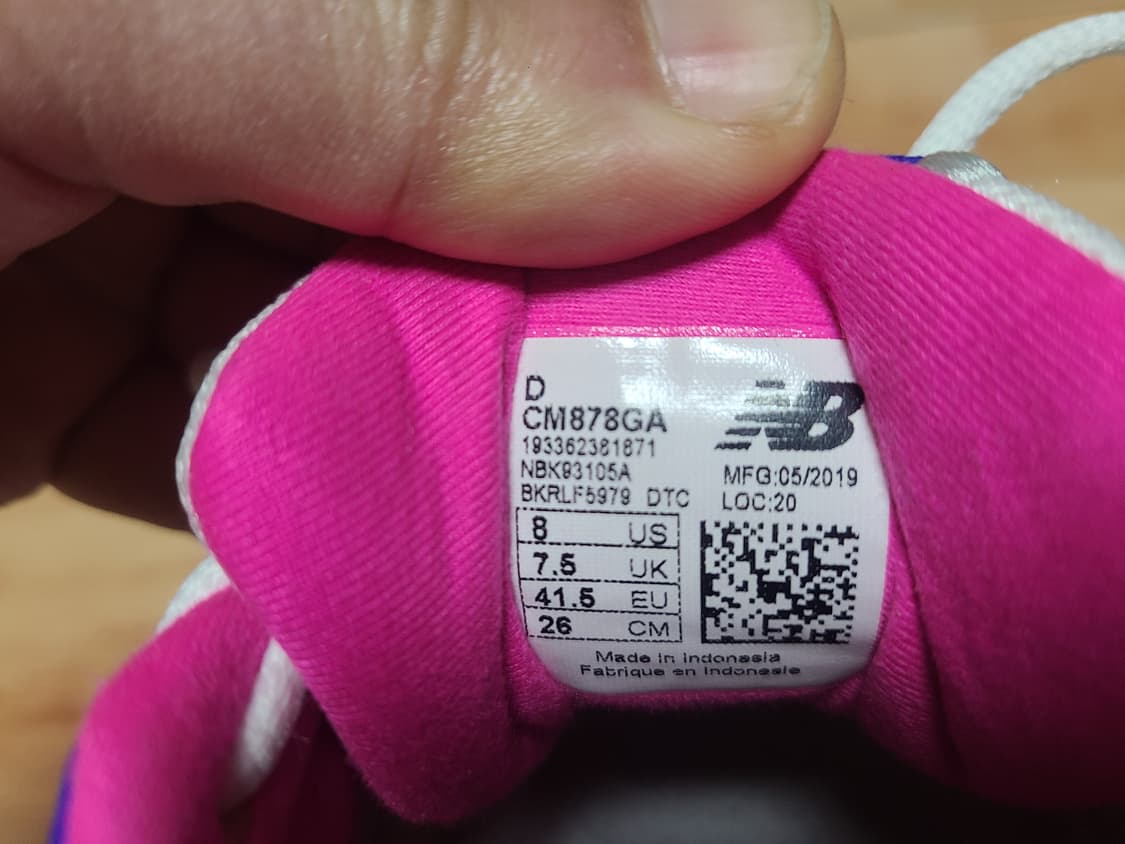 D
CM878GA
193362381871
NBK93105A
BKRLF5979 DTC
NB
MFG:05/2019
LOC:20
8 US
7.5 UK
41.5 EU
26 CM
Made in Indonesia
Fabrique en Indonesie